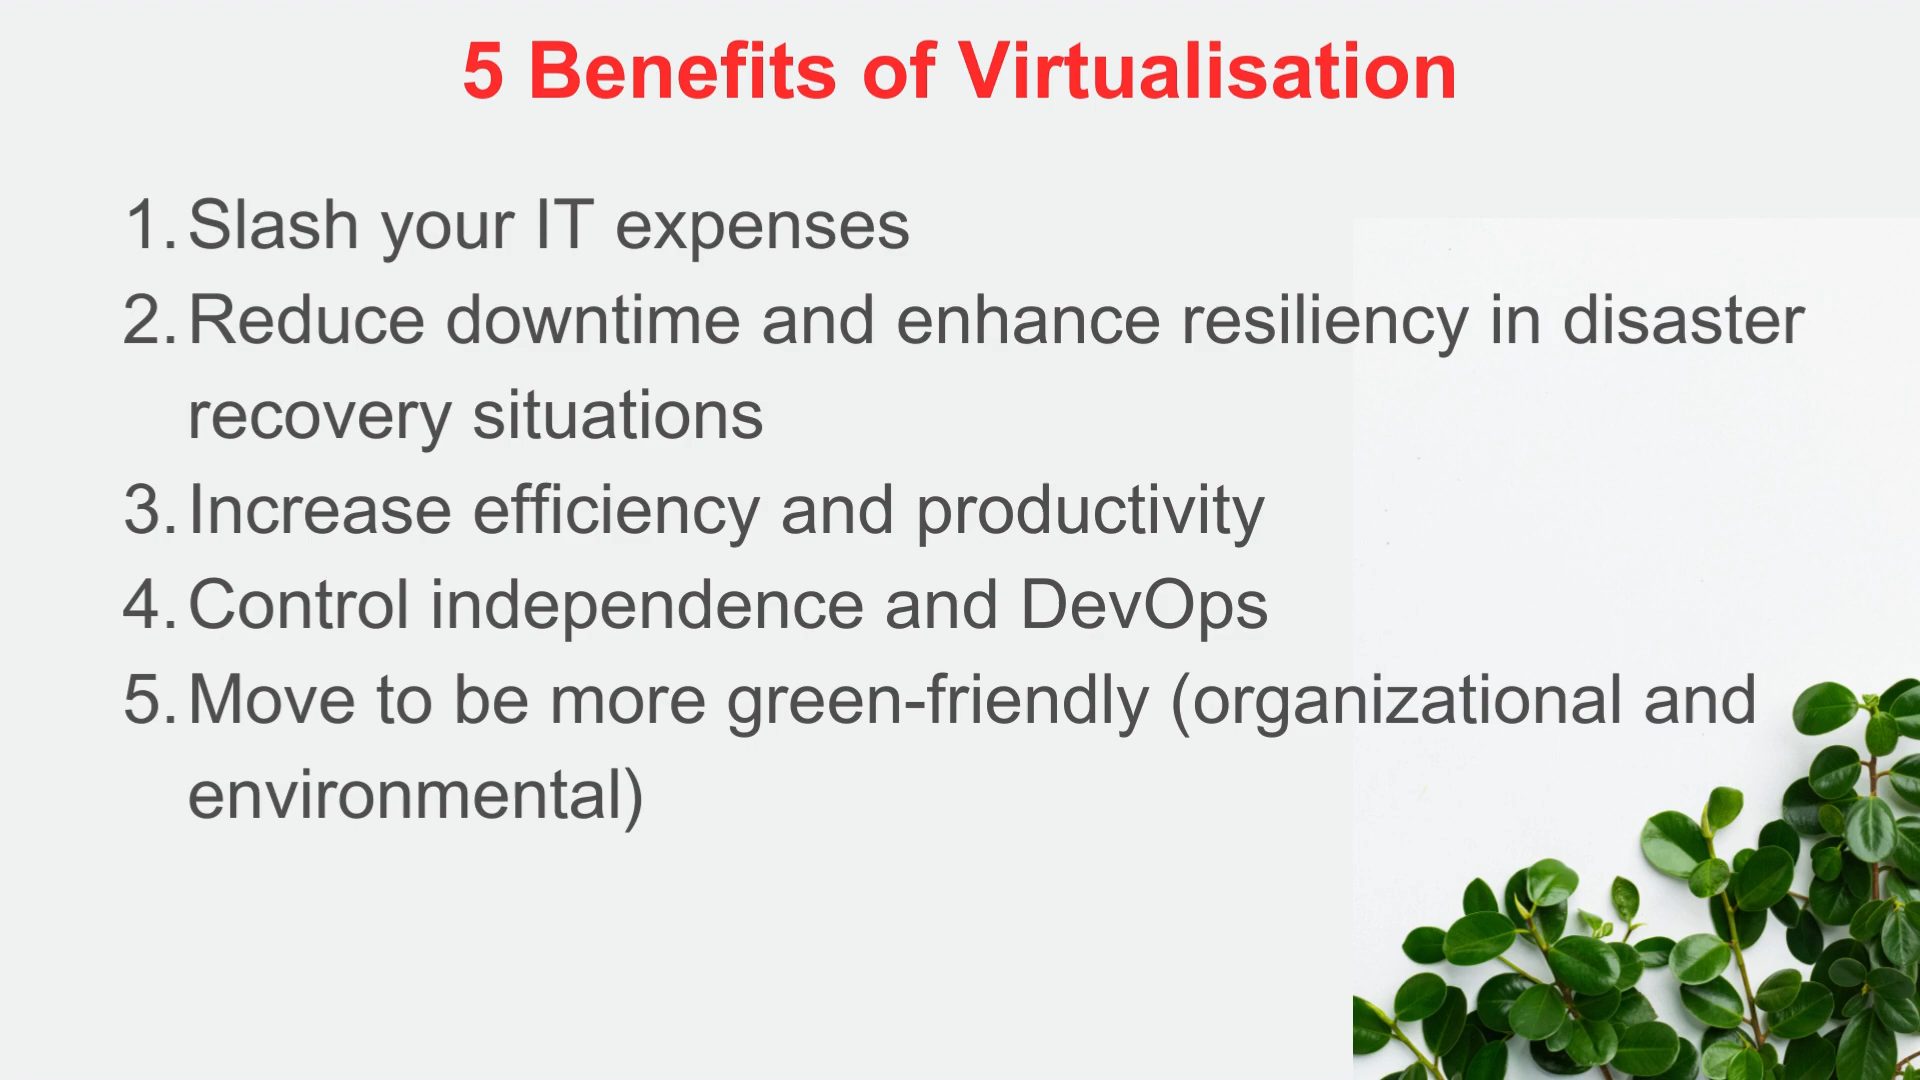 5 Benefits of Virtualisation
1. Slash your IT expenses
2. Reduce downtime and enhance resiliency in disaster
recovery situations
3. Increase efficiency and productivity
4. Control independence and DevOps
5. Move to be more green-friendly (organizational and
environmental)